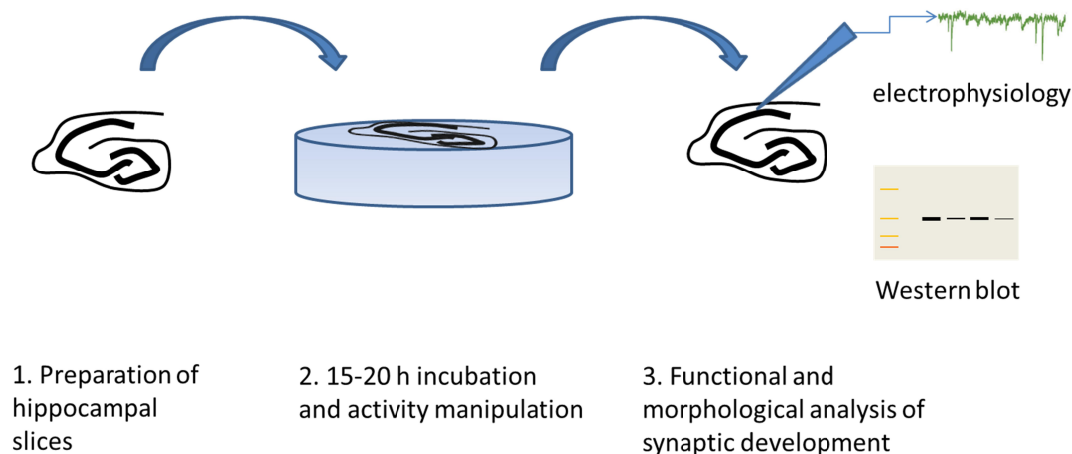 electrophysiology
Western blot
1. Preparation of
hippocampal
slices
2. 15-20 h incubation
and activity manipulation
3. Functional and
morphological analysis of
synaptic development